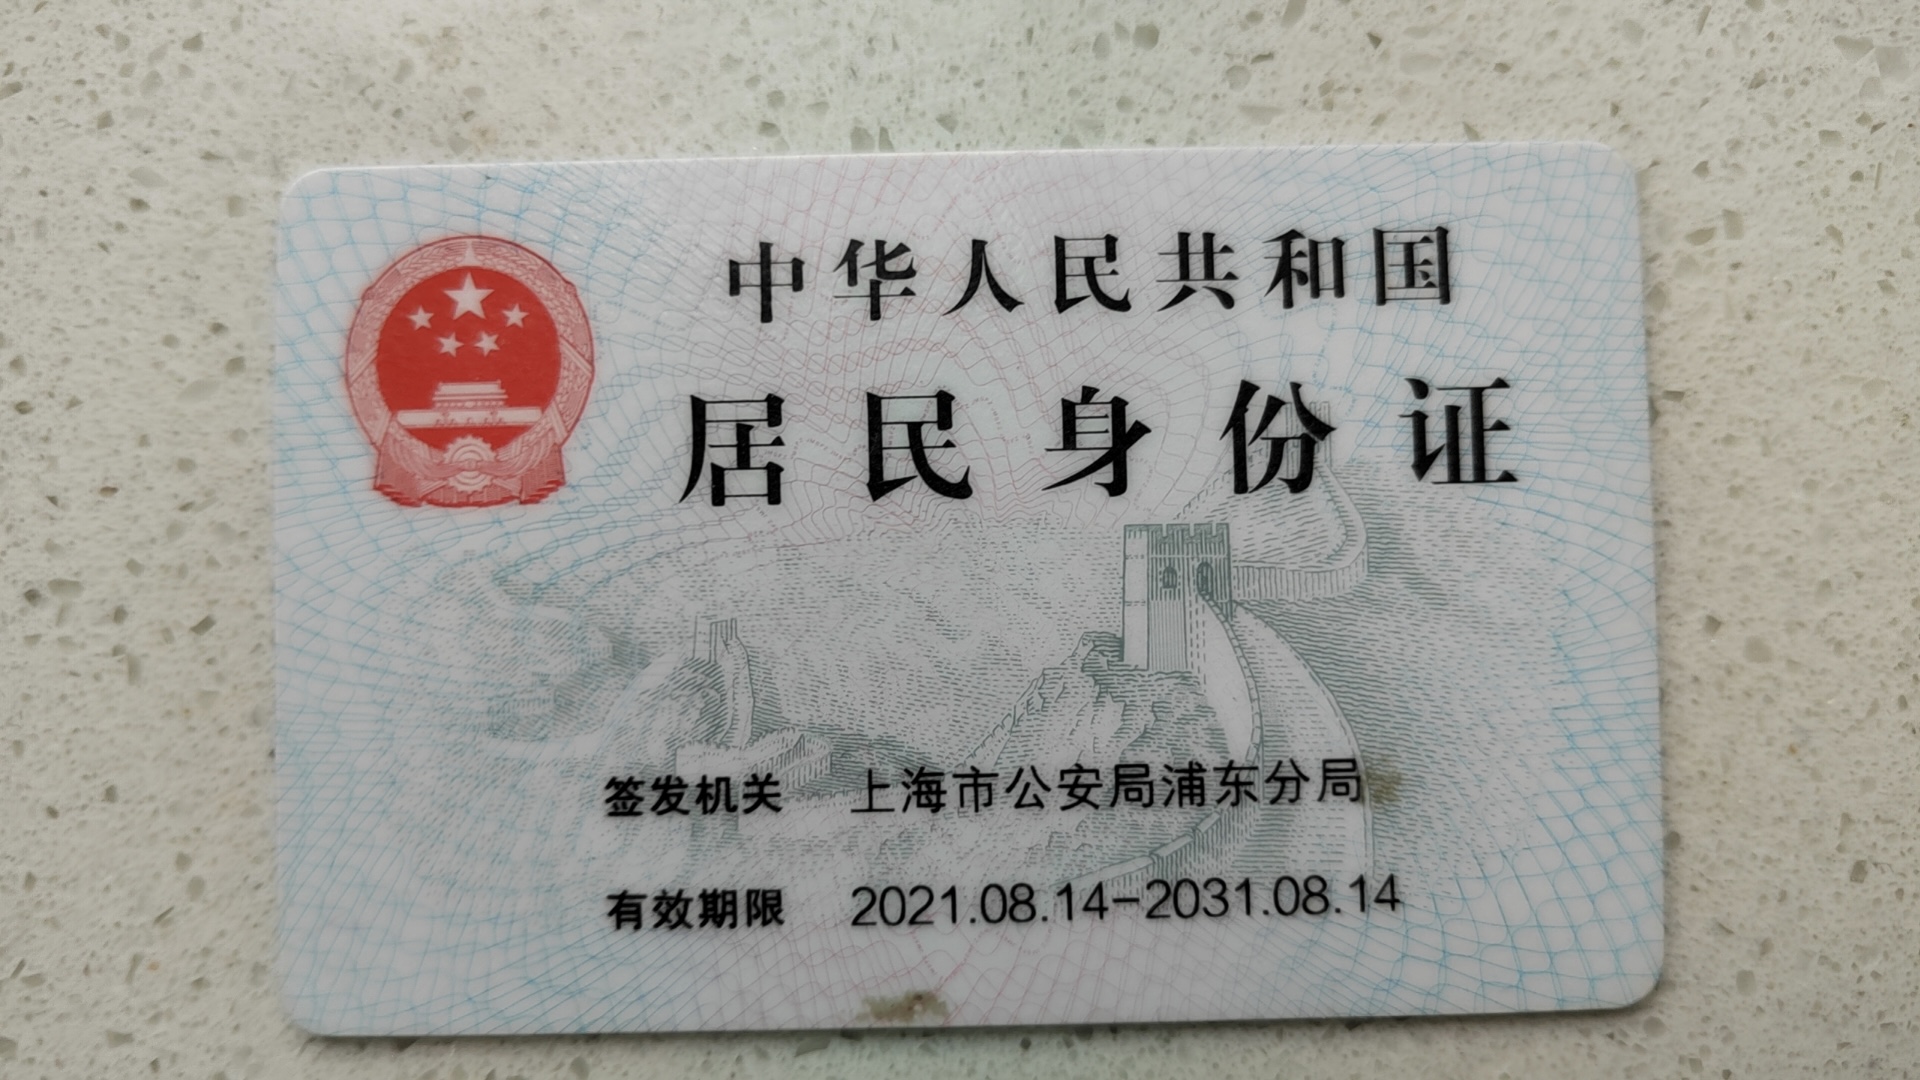 中华人民共和国
居民身份证
签发机关 上海市公安局浦东分局
有效期限 2021.08.14-2031.08.14